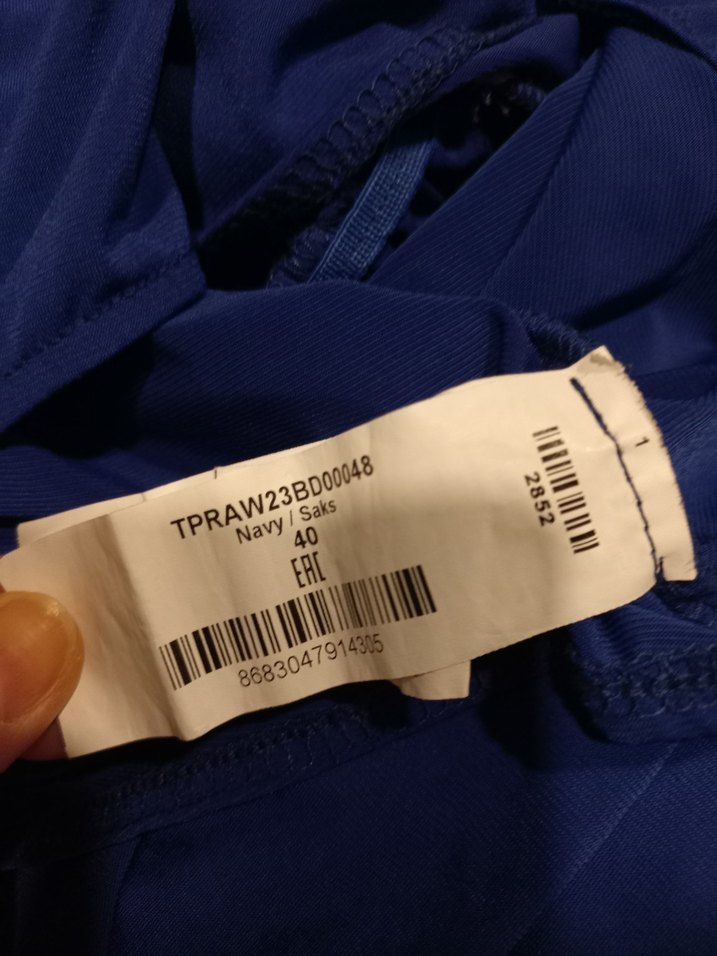 TPRAW23BD00048
Navy / Saks
40
EAC
8683047914305
2852
1